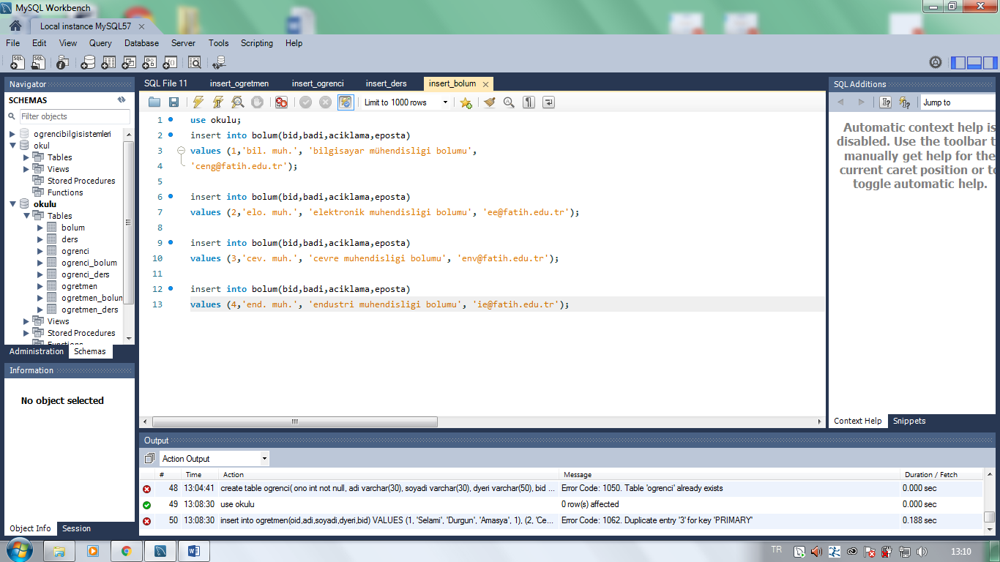 MySQL Workbench
Local instance MySQL57
File Edit View Query Database Server Tools Scripting Help
Navigator
SCHEMAS
Filter objects
ogrencibilgisistemleri
okul
Tables
Views
Stored Procedures
Functions
okulu
Tables
bolum
ders
ogrenci
ogrenci_bolum
ogrenci_ders
ogretmen
ogretmen_bolun
ogretmen_ders
Views
Stored Procedures
Functions
Administration Schemas
Information
No object selected
Object Info Session
SQL File 11 insert_ogretmen insert_ogrenci insert_ders insert_bolum
Limit to 1000 rows
1 use okulu;
2 insert into bolum(bid,badi,aciklama,eposta)
3 values (1,'bil. muh.', 'bilgisayar mühendisligi bolumu',
4 'ceng@fatih.edu.tr');
5
6 insert into bolum(bid,badi,aciklama,eposta)
7 values (2,'elo. muh.', 'elektronik muhendisligi bolumu', 'ee@fatih.edu.tr');
8
9 insert into bolum(bid,badi,aciklama,eposta)
10 values (3,'cev. muh.', 'cevre muhendisligi bolumu', 'env@fatih.edu.tr');
11
12 insert into bolum(bid,badi,aciklama,eposta)
13 values (4,'end. muh.', 'endustri muhendisligi bolumu', 'ie@fatih.edu.tr');
SQL Additions
Jump to
Automatic context help is
disabled. Use the toolbar t
manually get help for the
current caret position or to
toggle automatic help.
Context Help Snippets
Output
Action Output
# Time Action Message Duration / Fetch
48 13:04:41 create table ogrenci( ono int not null, adi varchar(30), soyadi varchar(30), dyeri varchar(50), bid ... Error Code: 1050. Table 'ogrenci' already exists 0.000 sec
49 13:08:30 use okulu 0 row(s) affected 0.000 sec
50 13:08:30 insert into ogretmen(oid,adi,soyadi,dyeri,bid) VALUES (1, 'Selami', 'Durgun', 'Amasya', 1), (2, 'Ce... Error Code: 1062. Duplicate entry '3' for key 'PRIMARY' 0.188 sec
TR 13:10